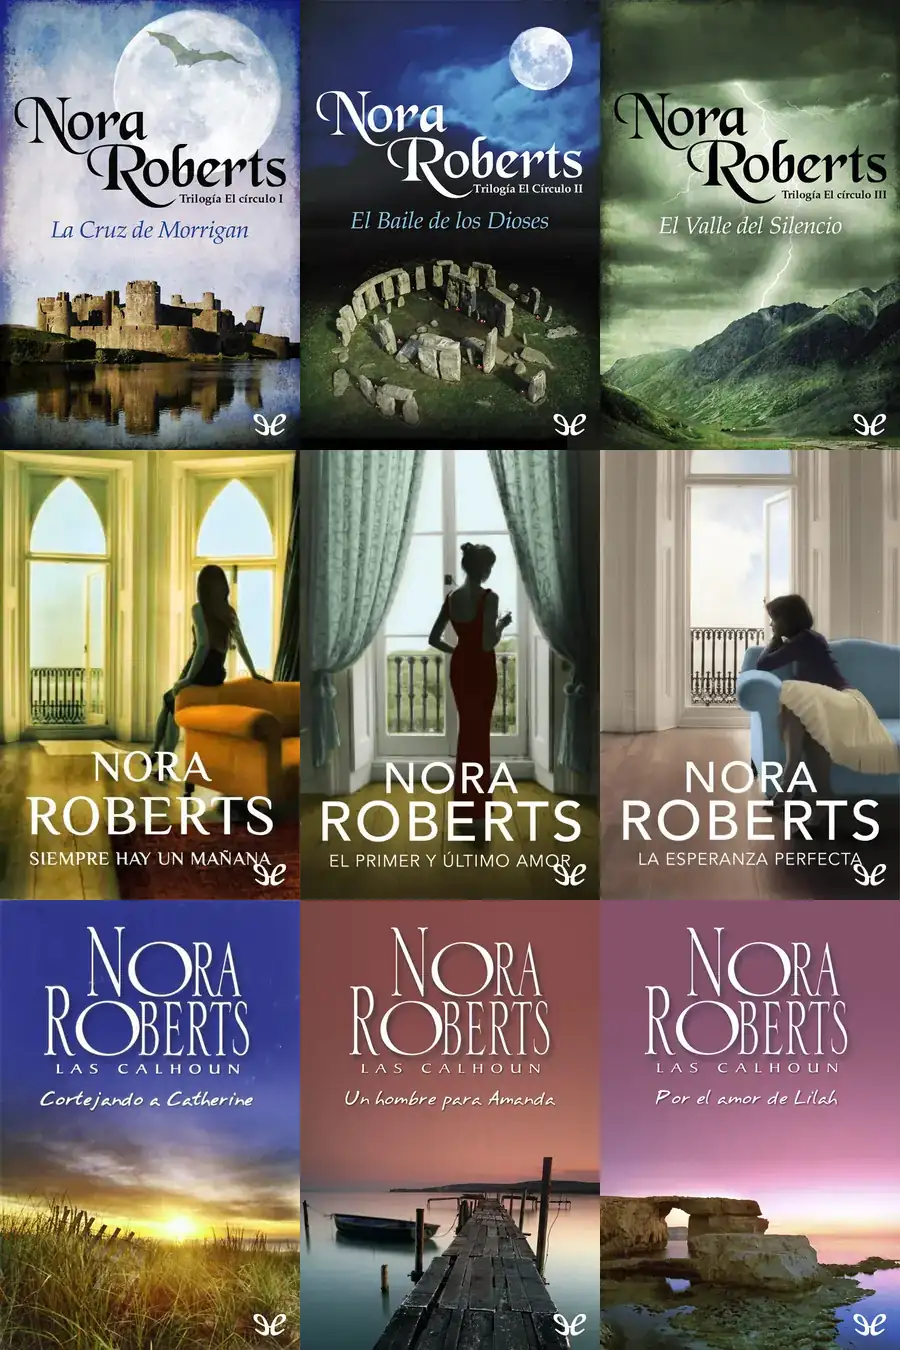 Nora
Roberts
Trilogía El círculo I
La Cruz de Morrigan
Nora
Roberts
Trilogía El Círculo II
El Baile de los Dioses
Nora
Roberts
Trilogía El círculo III
El Valle del Silencio
NORA
ROBERTS
SIEMPRE HAY UN MAÑANA
NORA
ROBERTS
EL PRIMER Y ÚLTIMO AMOR
NORA
ROBERTS
LA ESPERANZA PERFECTA
NORA
ROBERTS
LAS CALHOUN
Cortejando a Catherine
NORA
ROBERTS
LAS CALHOUN
Un hombre para Amanda
NORA
ROBERTS
LAS CALHOUN
Por el amor de Lilah